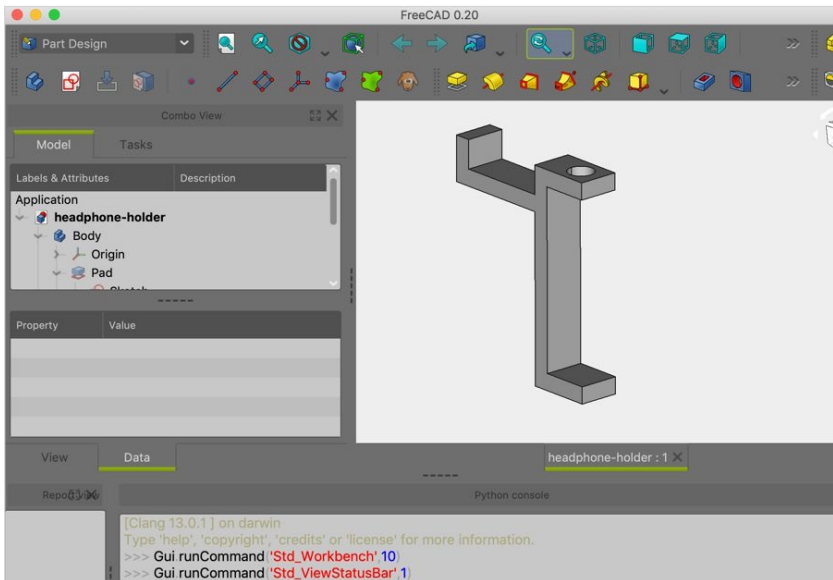 FreeCAD 0.20
Part Design
Combo View
Model
Tasks
Labels & Attributes
Description
Application
headphone-holder
Body
Origin
Pad
Property
Value
View
Data
headphone-holder : 1
Report view
Python console
[Clang 13.0.1 ] on darwin
Type 'help', 'copyright', 'credits' or 'license' for more information.
>>> Gui.runCommand('Std_Workbench',10)
>>> Gui.runCommand('Std_ViewStatusBar',1)